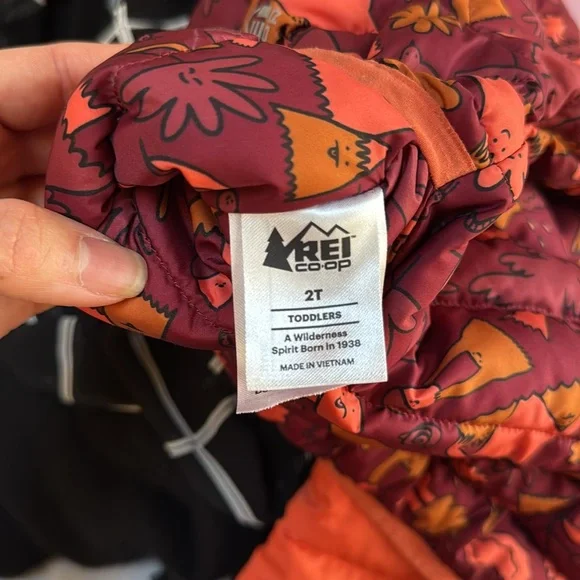 REI
CO·OP
2T
TODDLERS
A Wilderness
Spirit Born in 1938
MADE IN VIETNAM